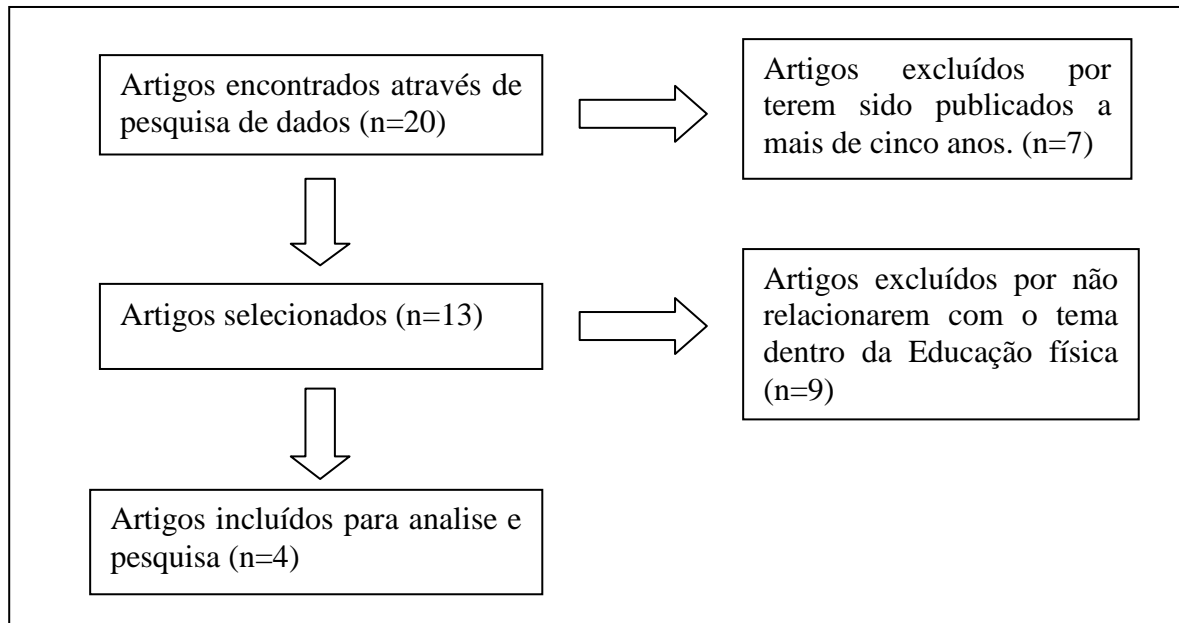 Artigos encontrados através de
pesquisa de dados (n=20)
Artigos excluídos por
terem sido publicados a
mais de cinco anos. (n=7)
Artigos selecionados (n=13)
Artigos excluídos por não
relacionarem com o tema
dentro da Educação física
(n=9)
Artigos incluídos para analise e
pesquisa (n=4)